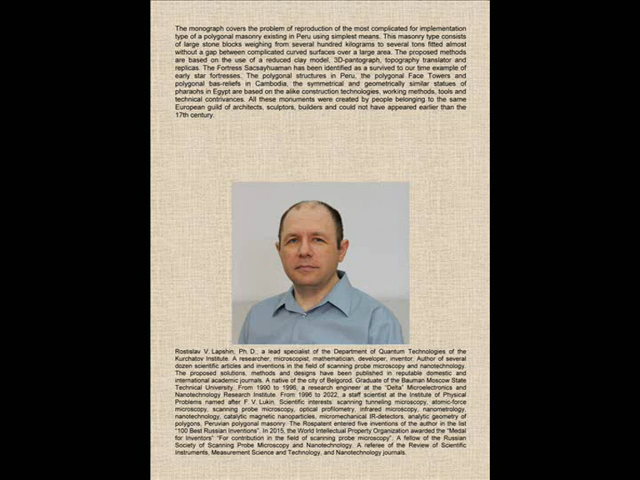 The monograph covers the problem of reproduction of the most complicated for implementation
type of a polygonal masonry existing in Peru using simplest means. This masonry type consists
of large stone blocks weighing from several hundred kilograms to several tons fitted almost
without a gap between complicated curved surfaces over a large area. The proposed methods
are based on the use of a reduced clay model, 3D-pantograph, topography translator and
replicas. The Fortress Sacsayhuaman has been identified as a survived to our time example of
early star fortresses. The polygonal structures in Peru, the polygonal Face Towers and
polygonal bas-reliefs in Cambodia, the symmetrical and geometrically similar statues of
pharaohs in Egypt are based on the alike construction technologies, working methods, tools and
technical contrivances. All these monuments were created by people belonging to the same
European guild of architects, sculptors, builders and could not have appeared earlier than the
17th century.
Rostislav V. Lapshin, Ph. D., a lead specialist of the Department of Quantum Technologies of the
Kurchatov Institute. A researcher, microscopist, mathematician, developer, inventor. Author of several
dozen scientific articles and inventions in the field of scanning probe microscopy and nanotechnology.
The proposed solutions, methods and designs have been published in reputable domestic and
international academic journals. A native of the city of Belgorod. Graduate of the Bauman Moscow State
Technical University. From 1990 to 1996, a research engineer at the "Delta" Microelectronics and
Nanotechnology Research Institute. From 1996 to 2022, a staff scientist at the Institute of Physical
Problems named after F. V. Lukin. Scientific interests: scanning tunneling microscopy, atomic-force
microscopy, scanning probe microscopy, optical profilometry, infrared microscopy, nanometrology,
nanotechnology, catalytic magnetic nanoparticles, micromechanical IR-detectors, analytic geometry of
polygons, Peruvian polygonal masonry. The Rospatent entered five inventions of the author in the list
"100 Best Russian Inventions". In 2015, the World Intellectual Property Organization awarded the "Medal
for Inventors" "For contribution in the field of scanning probe microscopy". A fellow of the Russian
Society of Scanning Probe Microscopy and Nanotechnology. A referee of the Review of Scientific
Instruments, Measurement Science and Technology, and Nanotechnology journals.